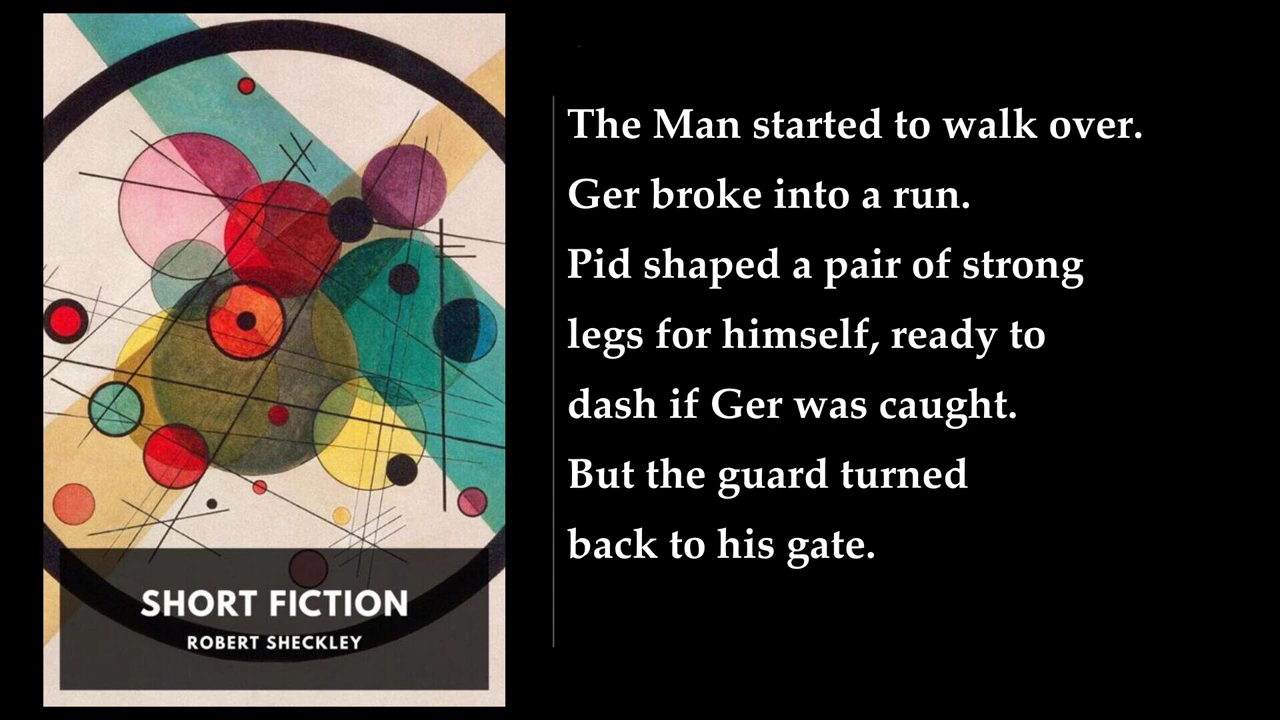 The Man started to walk over.
Ger broke into a run.
Pid shaped a pair of strong
legs for himself, ready to
dash if Ger was caught.
But the guard turned
back to his gate.
SHORT FICTION
ROBERT SHECKLEY